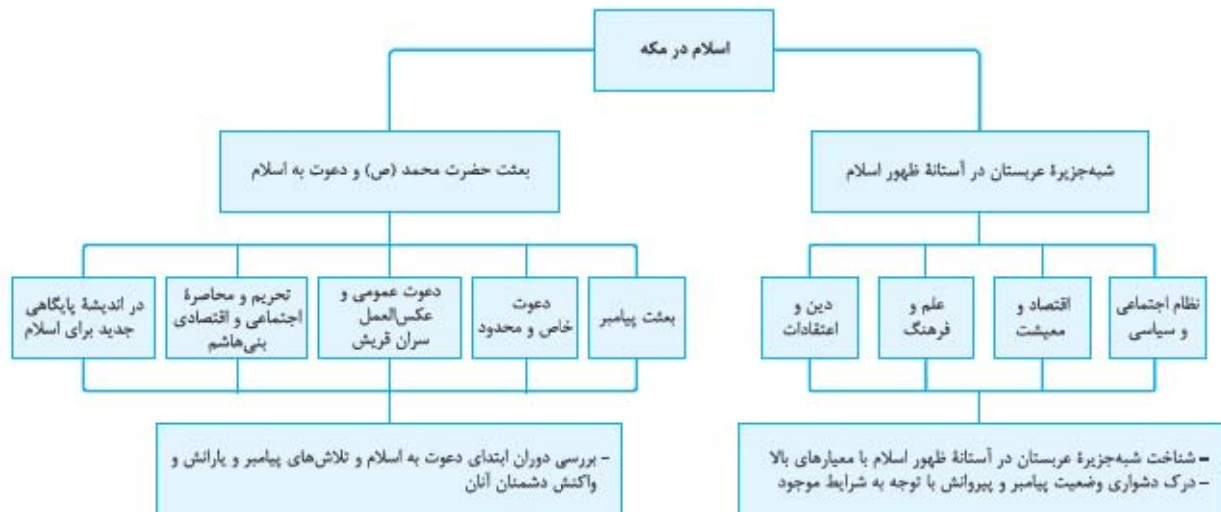 اسلام در مکه
شبه‌جزیرهٔ عربستان در آستانهٔ ظهور اسلام
بعثت حضرت محمد (ص) و دعوت به اسلام
نظام اجتماعی
و سیاسی
اقتصاد و
معیشت
علم و
فرهنگ
دین و
اعتقادات
بعثت پیامبر
دعوت
خاص و محدود
دعوت عمومی و
عکس‌العمل
سران قریش
تحریم و محاصرهٔ
اجتماعی و اقتصادی
بنی‌هاشم
در اندیشهٔ پایگاهی
جدید برای اسلام
- شناخت شبه‌جزیرهٔ عربستان در آستانهٔ ظهور اسلام با معیارهای بالا
- درک دشواری وضعیت پیامبر و پیروانش با توجه به شرایط موجود
- بررسی دوران ابتدای دعوت به اسلام و تلاش‌های پیامبر و یارانش و
واکنش دشمنان آنان